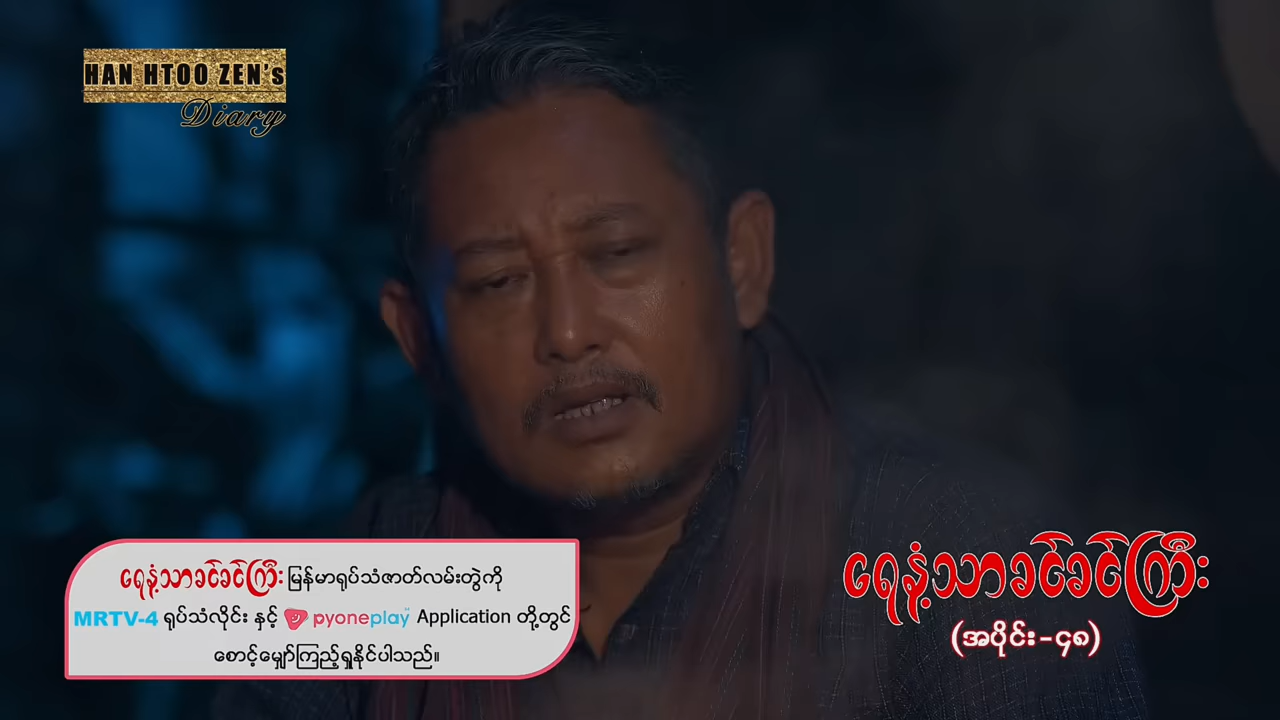 HAN HTOO ZEN's
Diary
ရေနံ့သာခင်ခင်ကြီး မြန်မာရုပ်သံဇာတ်လမ်းတွဲကို
MRTV-4 ရုပ်သံလိုင်း နှင့် pyoneplay Application တို့တွင်
စောင့်မျှော်ကြည့်ရှုနိုင်ပါသည်။
ရေနံ့သာခင်ခင်ကြီး
(အပိုင်း-၄၈)